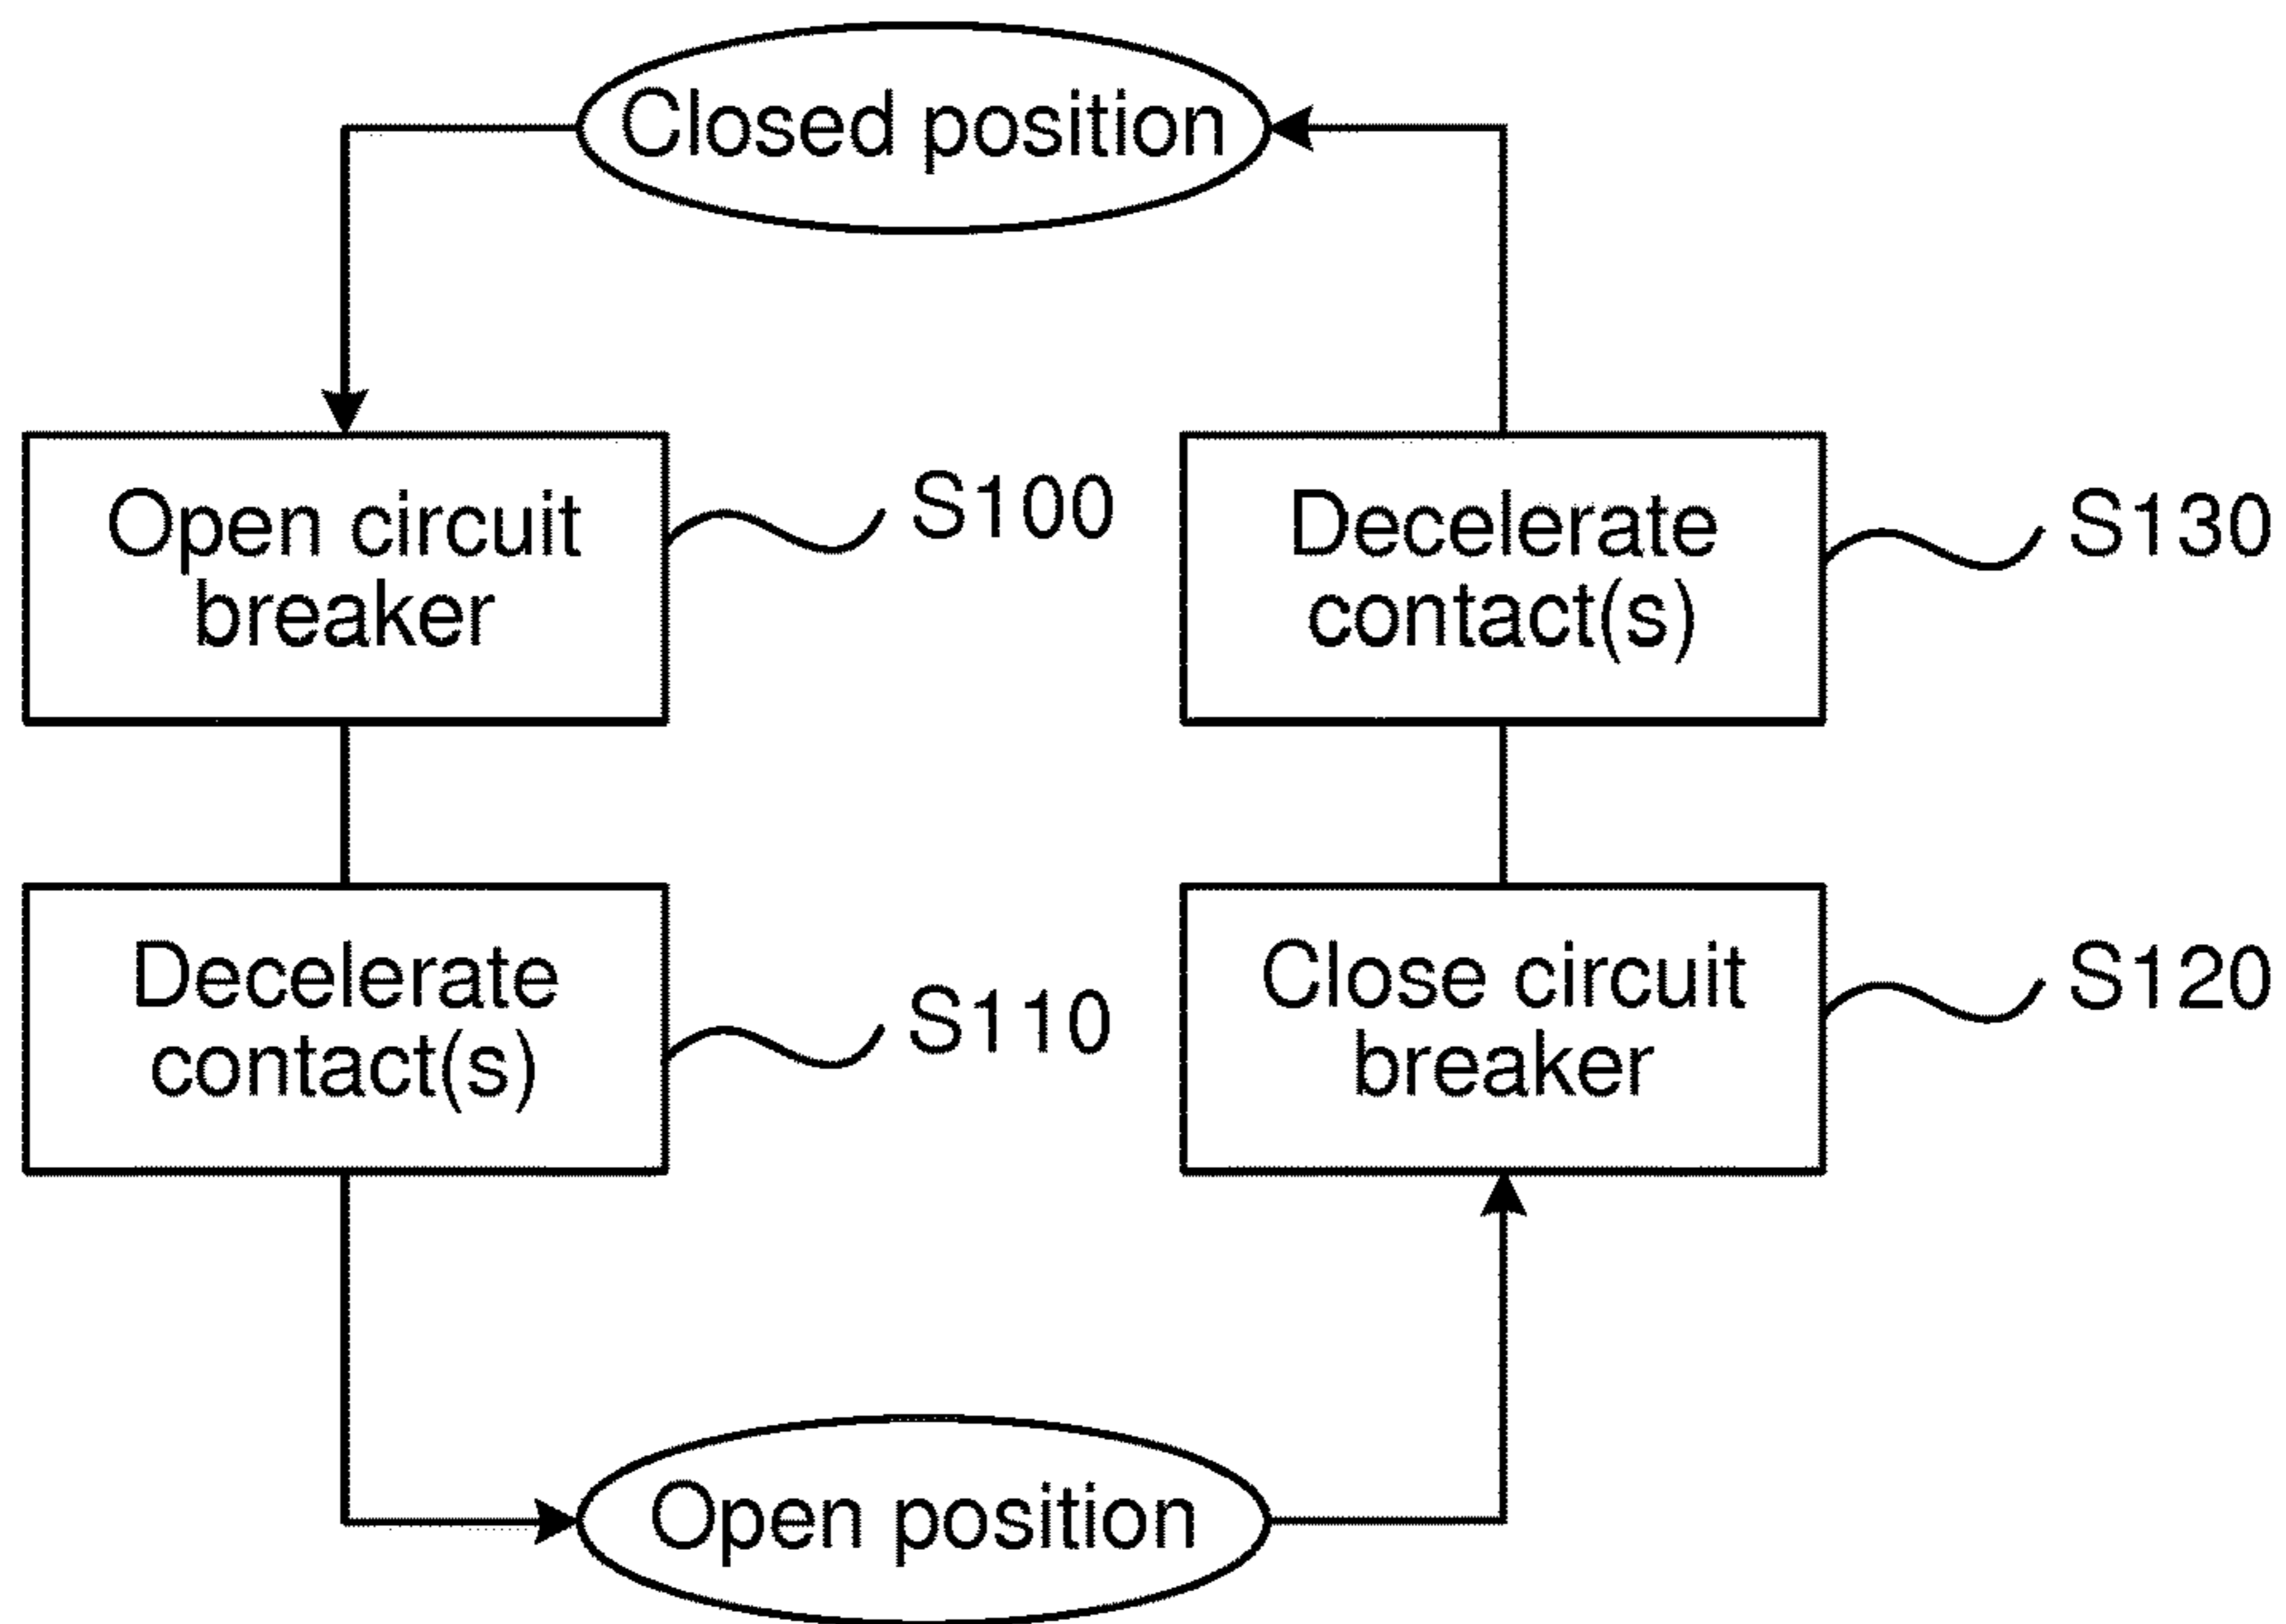 Closed position
Open circuit
breaker
S100
Decelerate
contact(s)
S130
Decelerate
contact(s)
S110
Close circuit
breaker
S120
Open position